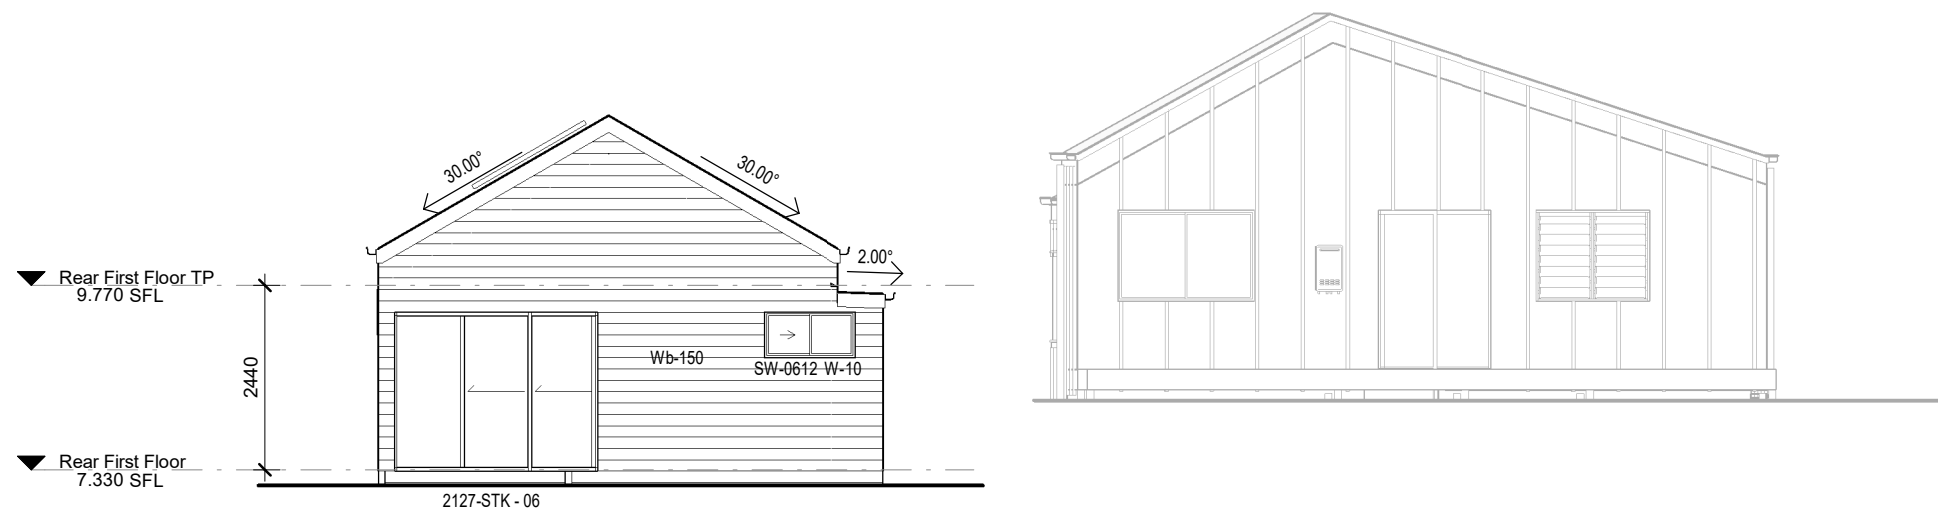 30.00°
30.00°
2.00°
Rear First Floor TP
9.770 SFL
2440
Wb-150
SW-0612 W-10
Rear First Floor
7.330 SFL
2127-STK - 06